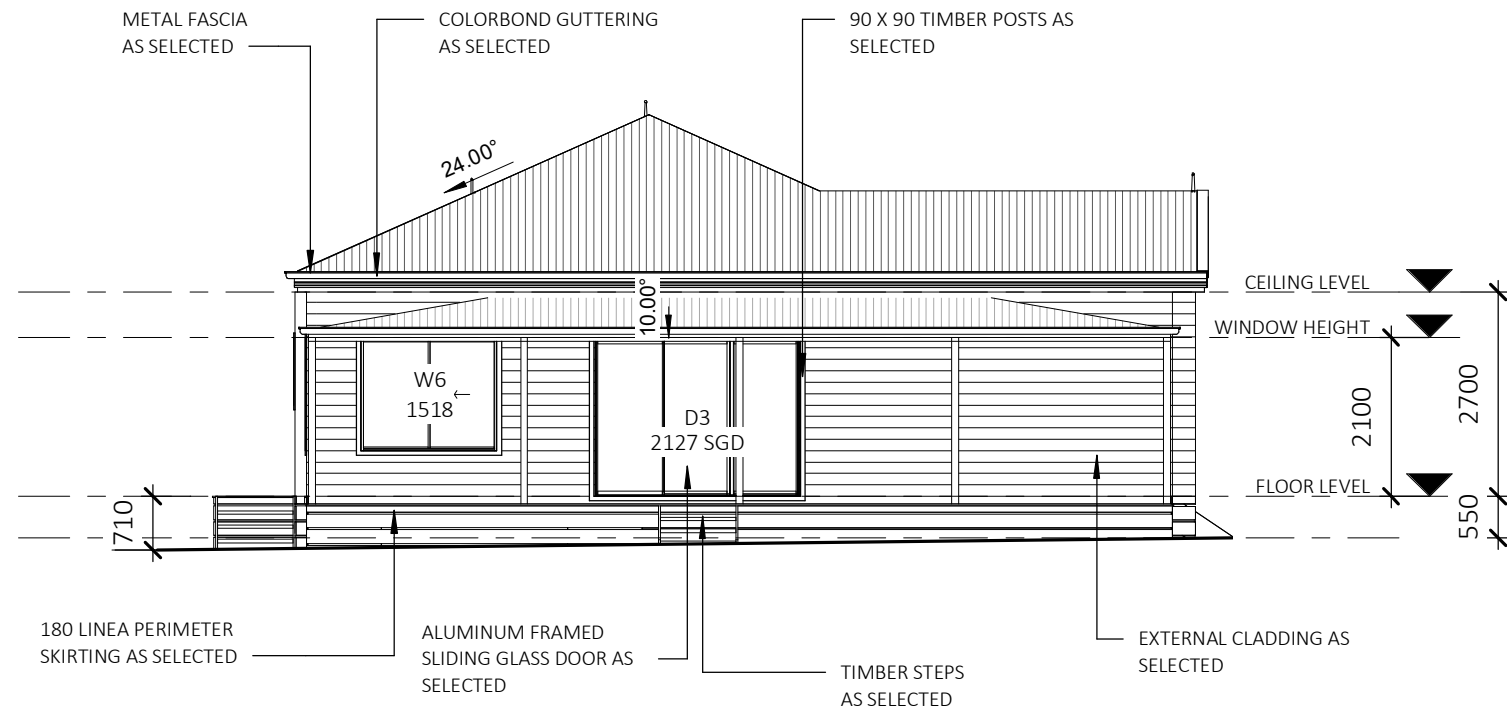 METAL FASCIA
AS SELECTED
COLORBOND GUTTERING
AS SELECTED
90 X 90 TIMBER POSTS AS
SELECTED
24.00°
10.00°
CEILING LEVEL
WINDOW HEIGHT
W6
1518
D3
2127 SGD
2100
2700
FLOOR LEVEL
710
550
180 LINEA PERIMETER
SKIRTING AS SELECTED
ALUMINUM FRAMED
SLIDING GLASS DOOR AS
SELECTED
TIMBER STEPS
AS SELECTED
EXTERNAL CLADDING AS
SELECTED